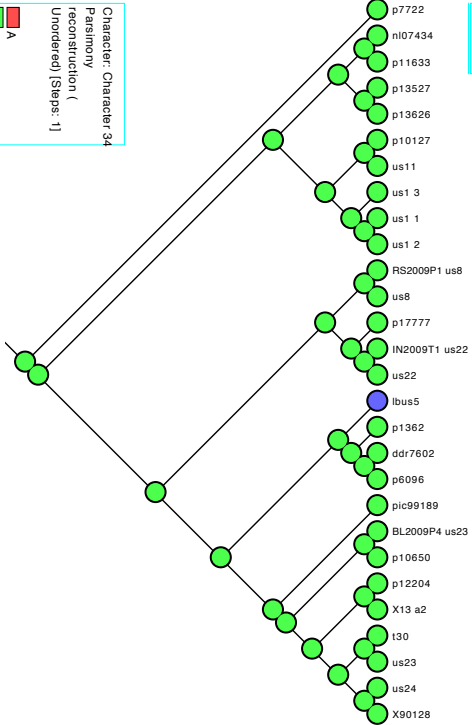 Character: Character 34
Parsimony
reconstruction (
Unordered) [Steps: 1]
A
p7722
nl07434
p11633
p13527
p13626
p10127
us11
us1 3
us1 1
us1 2
RS2009P1 us8
us8
p17777
IN2009T1 us22
us22
lbus5
p1362
ddr7602
p6096
pic99189
BL2009P4 us23
p10650
p12204
X13 a2
t30
us23
us24
X90128